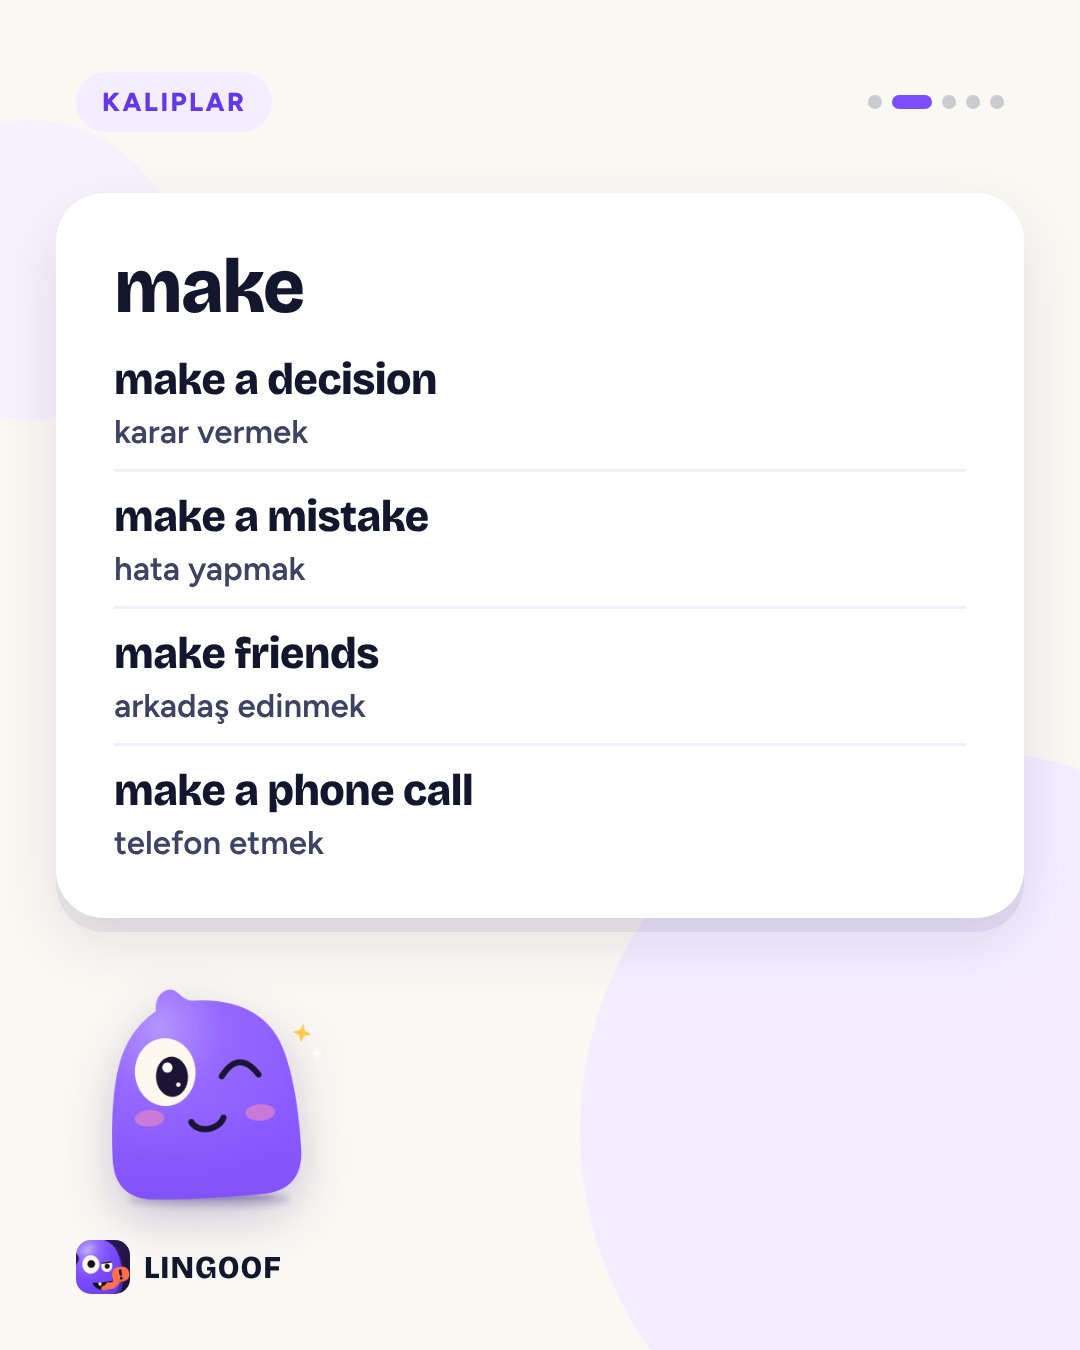 KALIPLAR
make
make a decision
karar vermek
make a mistake
hata yapmak
make friends
arkadaş edinmek
make a phone call
telefon etmek
LINGOOF